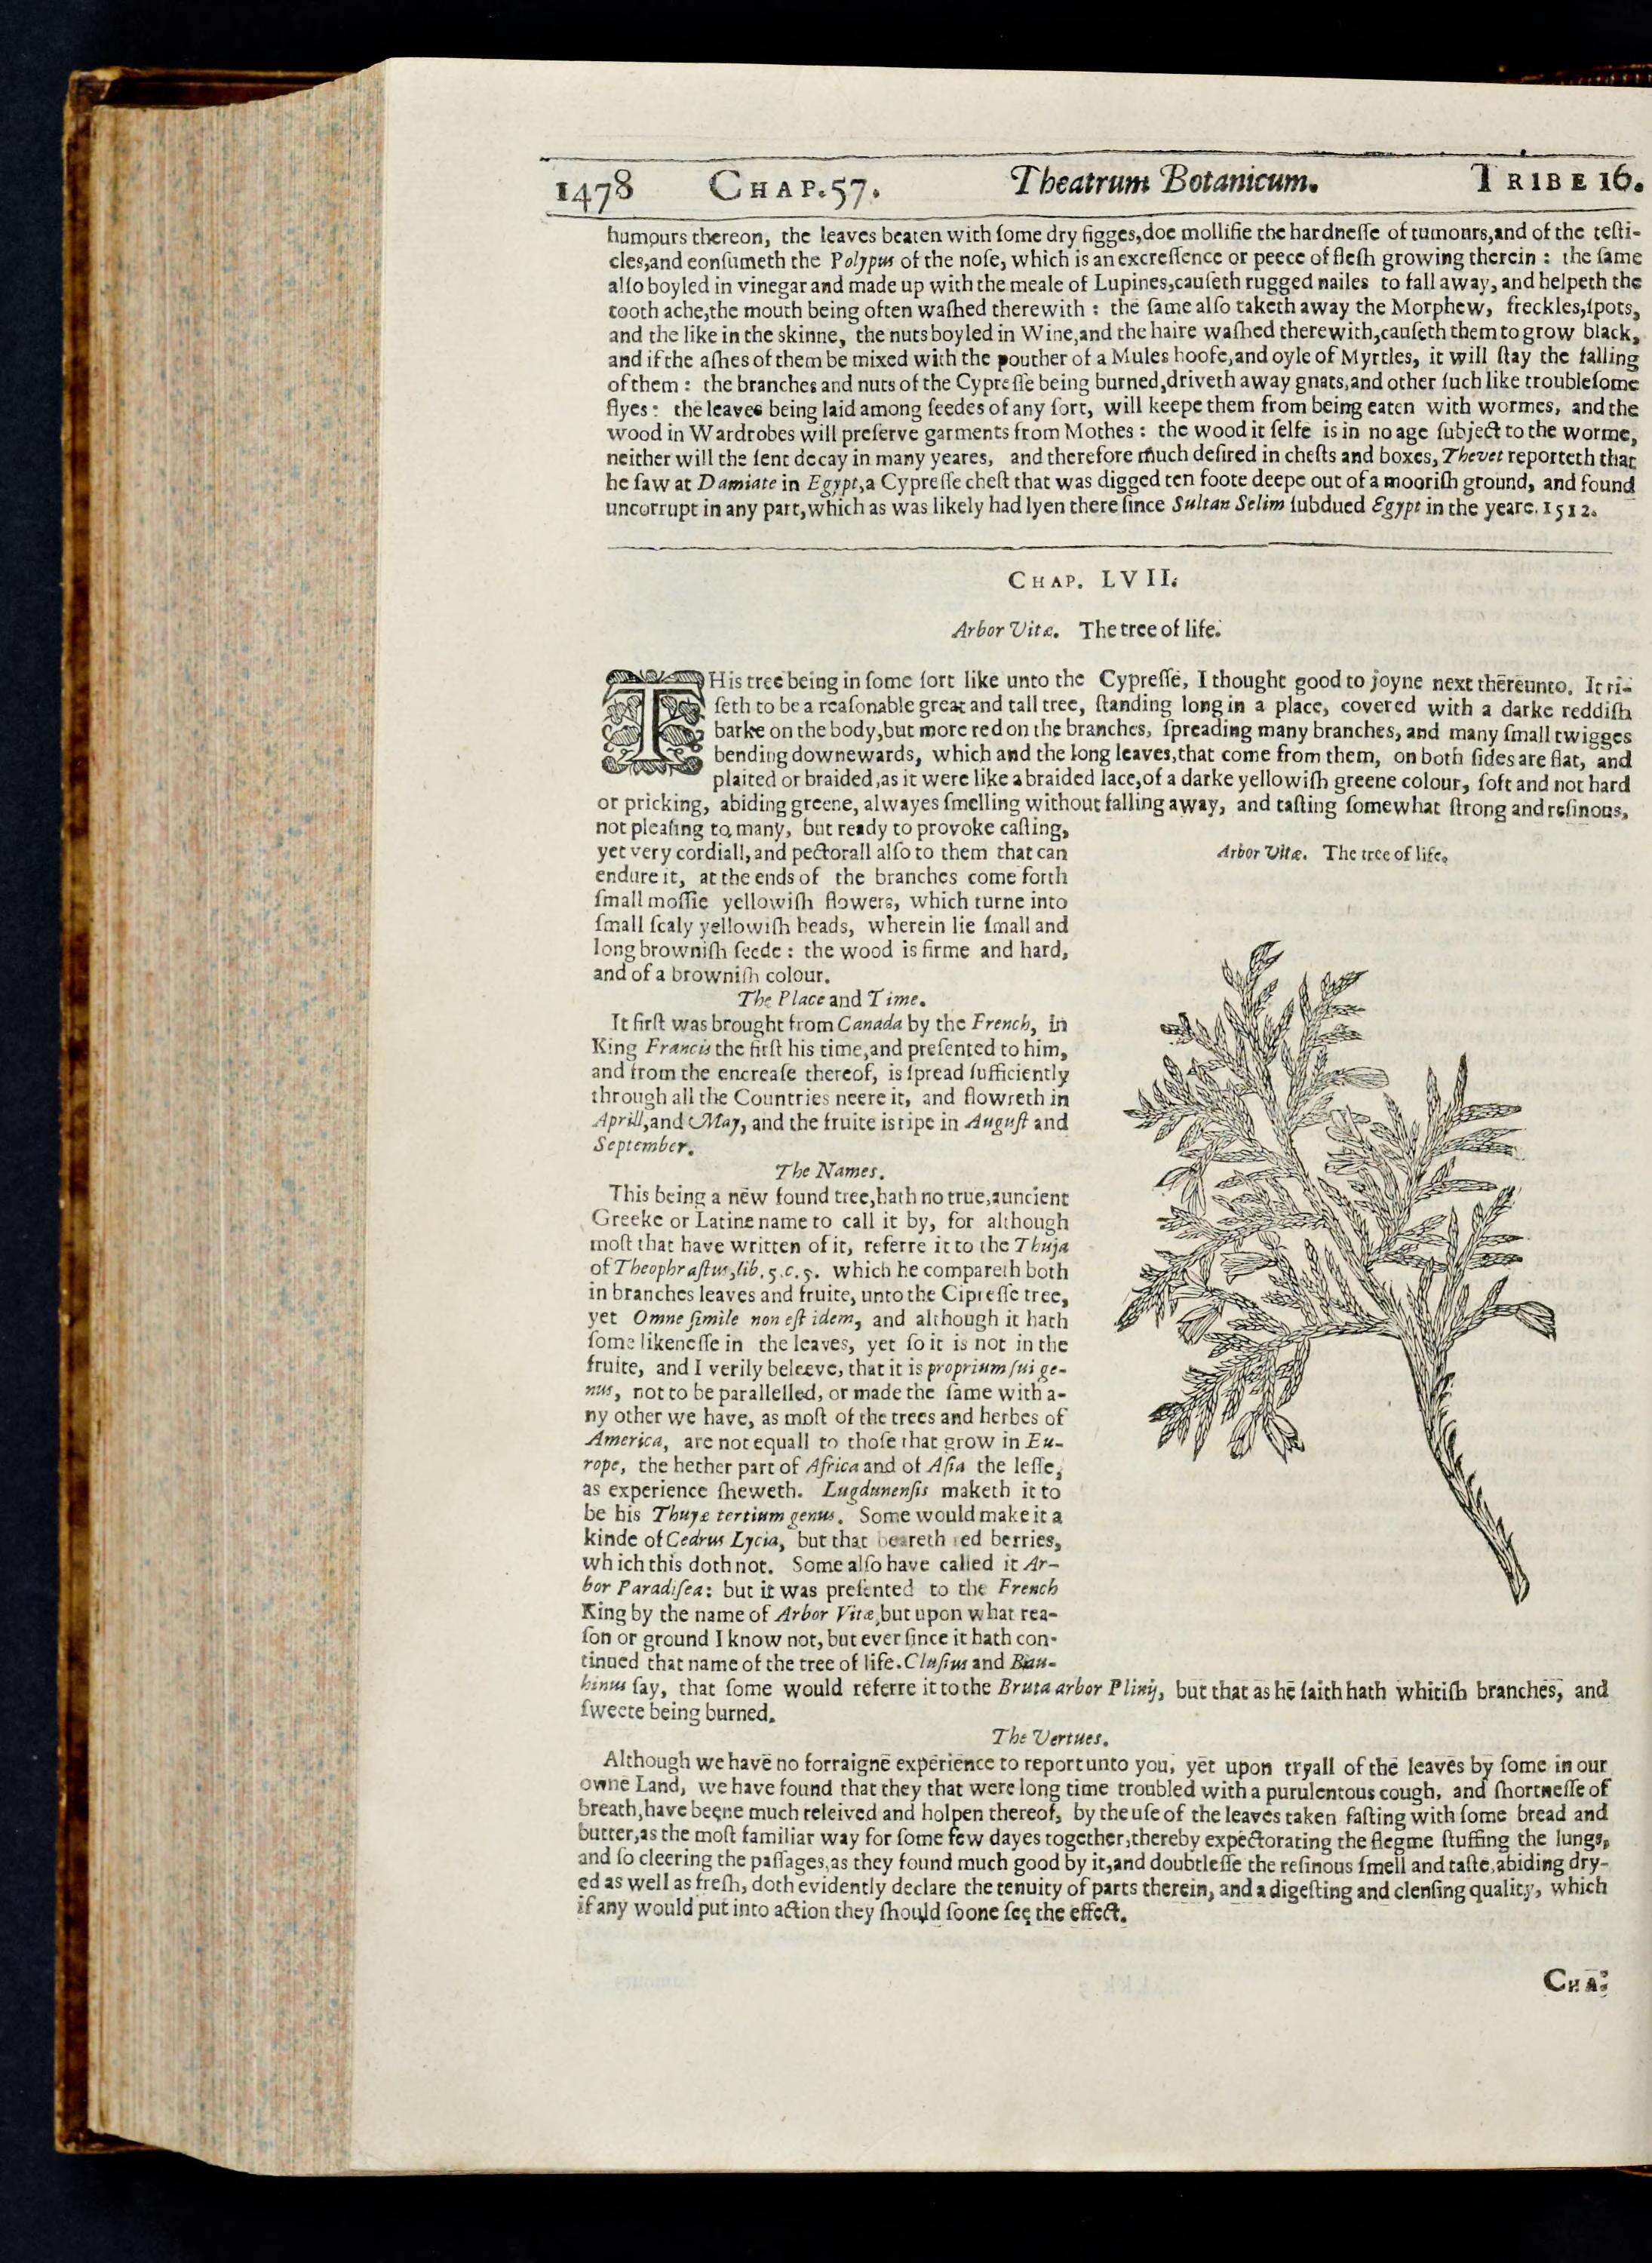 1478 CHAP. 57. Theatrum Botanicum. TRIBE 16.
humours thereon, the leaves beaten with ſome dry figges, doe mollifie the hardneſſe of tumonrs, and of the teſti-
cles, and conſumeth the Polypus of the noſe, which is an excreſſence or peece of fleſh growing therein : the ſame
alſo boyled in vinegar and made up with the meale of Lupines, cauſeth rugged nailes to fall away, and helpeth the
tooth ache, the mouth being often waſhed therewith : the ſame alſo taketh away the Morphew, freckles, ſpots,
and the like in the skinne, the nuts boyled in Wine, and the haire waſhed therewith, cauſeth them to grow black,
and if the aſhes of them be mixed with the pouther of a Mules hoofe, and oyle of Myrtles, it will ſtay the falling
of them : the branches and nuts of the Cypreſſe being burned, driveth away gnats, and other ſuch like troubleſome
flyes : the leaves being laid among ſeedes of any ſort, will keepe them from being eaten with wormes, and the
wood in Wardrobes will preſerve garments from Mothes : the wood it ſelfe is in no age ſubject to the worme,
neither will the ſent decay in many yeares, and therefore much deſired in cheſts and boxes, Thevet reporteth that
he ſaw at Damiate in Egypt, a Cypreſſe cheſt that was digged ten foote deepe out of a mooriſh ground, and found
uncorrupt in any part, which as was likely had lyen there ſince Sultan Selim ſubdued Egypt in the yeare. 1512.
CHAP. LVII.
Arbor Vitæ. The tree of life.
THis tree being in ſome ſort like unto the Cypreſſe, I thought good to joyne next thereunto. It ri-
ſeth to be a reaſonable great and tall tree, ſtanding long in a place, covered with a darke reddiſh
barke on the body, but more red on the branches, ſpreading many branches, and many ſmall twigges
bending downewards, which and the long leaves, that come from them, on both ſides are flat, and
plaited or braided, as it were like a braided lace, of a darke yellowiſh greene colour, ſoft and not hard
or pricking, abiding greene, alwayes ſmelling without falling away, and taſting ſomewhat ſtrong and reſinous,
not pleaſing to many, but ready to provoke caſting,
yet very cordiall, and pectorall alſo to them that can
endure it, at the ends of the branches come forth
ſmall moſſie yellowiſh flowers, which turne into
ſmall ſcaly yellowiſh heads, wherein lie ſmall and
long browniſh ſeede : the wood is firme and hard,
and of a browniſh colour.
The Place and Time.
It firſt was brought from Canada by the French, in
King Francis the firſt his time, and preſented to him,
and from the encreaſe thereof, is ſpread ſufficiently
through all the Countries neere it, and flowreth in
Aprill, and May, and the fruite is ripe in Auguſt and
September.
The Names.
This being a new found tree, hath no true, auncient
Greeke or Latine name to call it by, for although
moſt that have written of it, referre it to the Thuja
of Theophraſtus, lib. 5. c. 5. which he compareth both
in branches leaves and fruite, unto the Cipreſſe tree,
yet Omne ſimile non eſt idem, and although it hath
ſome likeneſſe in the leaves, yet ſo it is not in the
fruite, and I verily beleeve, that it is proprium ſui ge-
nus, not to be parallelled, or made the ſame with a-
ny other we have, as moſt of the trees and herbes of
America, are not equall to thoſe that grow in Eu-
rope, the hether part of Africa and of Aſia the leſſe,
as experience ſheweth. Lugdunenſis maketh it to
be his Thuyæ tertium genus. Some would make it a
kinde of Cedrus Lycia, but that beareth red berries,
which this doth not. Some alſo have called it Ar-
bor Paradiſea : but it was preſented to the French
King by the name of Arbor Vitæ, but upon what rea-
ſon or ground I know not, but ever ſince it hath con-
tinued that name of the tree of life. Cluſius and Bau-
hinus ſay, that ſome would referre it to the Bruta arbor Plinij, but that as he ſaith hath whitiſh branches, and
ſweete being burned.
Arbor Vitæ. The tree of life.
The Vertues.
Although we have no forraigne experience to report unto you, yet upon tryall of the leaves by ſome in our
owne Land, we have found that they that were long time troubled with a purulentous cough, and ſhortneſſe of
breath, have beene much releived and holpen thereof, by the uſe of the leaves taken faſting with ſome bread and
butter, as the moſt familiar way for ſome few dayes together, thereby expectorating the flegme ſtuffing the lungs,
and ſo cleering the paſſages, as they found much good by it, and doubtleſſe the reſinous ſmell and taſte, abiding dry-
ed as well as freſh, doth evidently declare the tenuity of parts therein, and a digeſting and clenſing quality, which
if any would put into action they ſhould ſoone ſee the effect.
CHA: